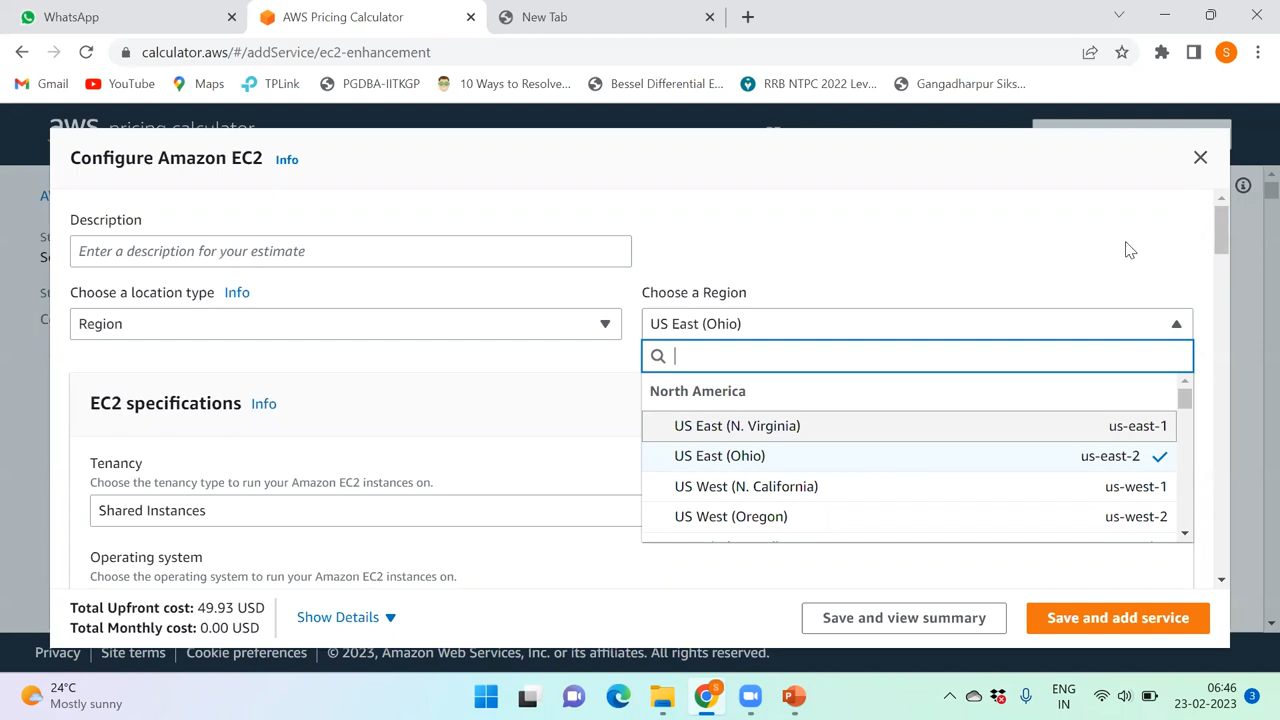 WhatsApp
AWS Pricing Calculator
New Tab
calculator.aws/#/addService/ec2-enhancement
S
Gmail
YouTube
Maps
TPLink
PGDBA-IITKGP
10 Ways to Resolve...
Bessel Differential E...
RRB NTPC 2022 Lev...
Gangadharpur Siks...
aws pricing calculator
Configure Amazon EC2 Info
Description
Enter a description for your estimate
Choose a location type Info
Choose a Region
Region
US East (Ohio)
North America
US East (N. Virginia) us-east-1
US East (Ohio) us-east-2
US West (N. California) us-west-1
US West (Oregon) us-west-2
EC2 specifications Info
Tenancy
Choose the tenancy type to run your Amazon EC2 instances on.
Shared Instances
Operating system
Choose the operating system to run your Amazon EC2 instances on.
Total Upfront cost: 49.93 USD
Total Monthly cost: 0.00 USD
Show Details
Save and view summary
Save and add service
Privacy
Site terms
Cookie preferences
© 2023, Amazon Web Services, Inc. or its affiliates. All rights reserved.
24°C
Mostly sunny
ENG
IN
06:46
23-02-2023
3